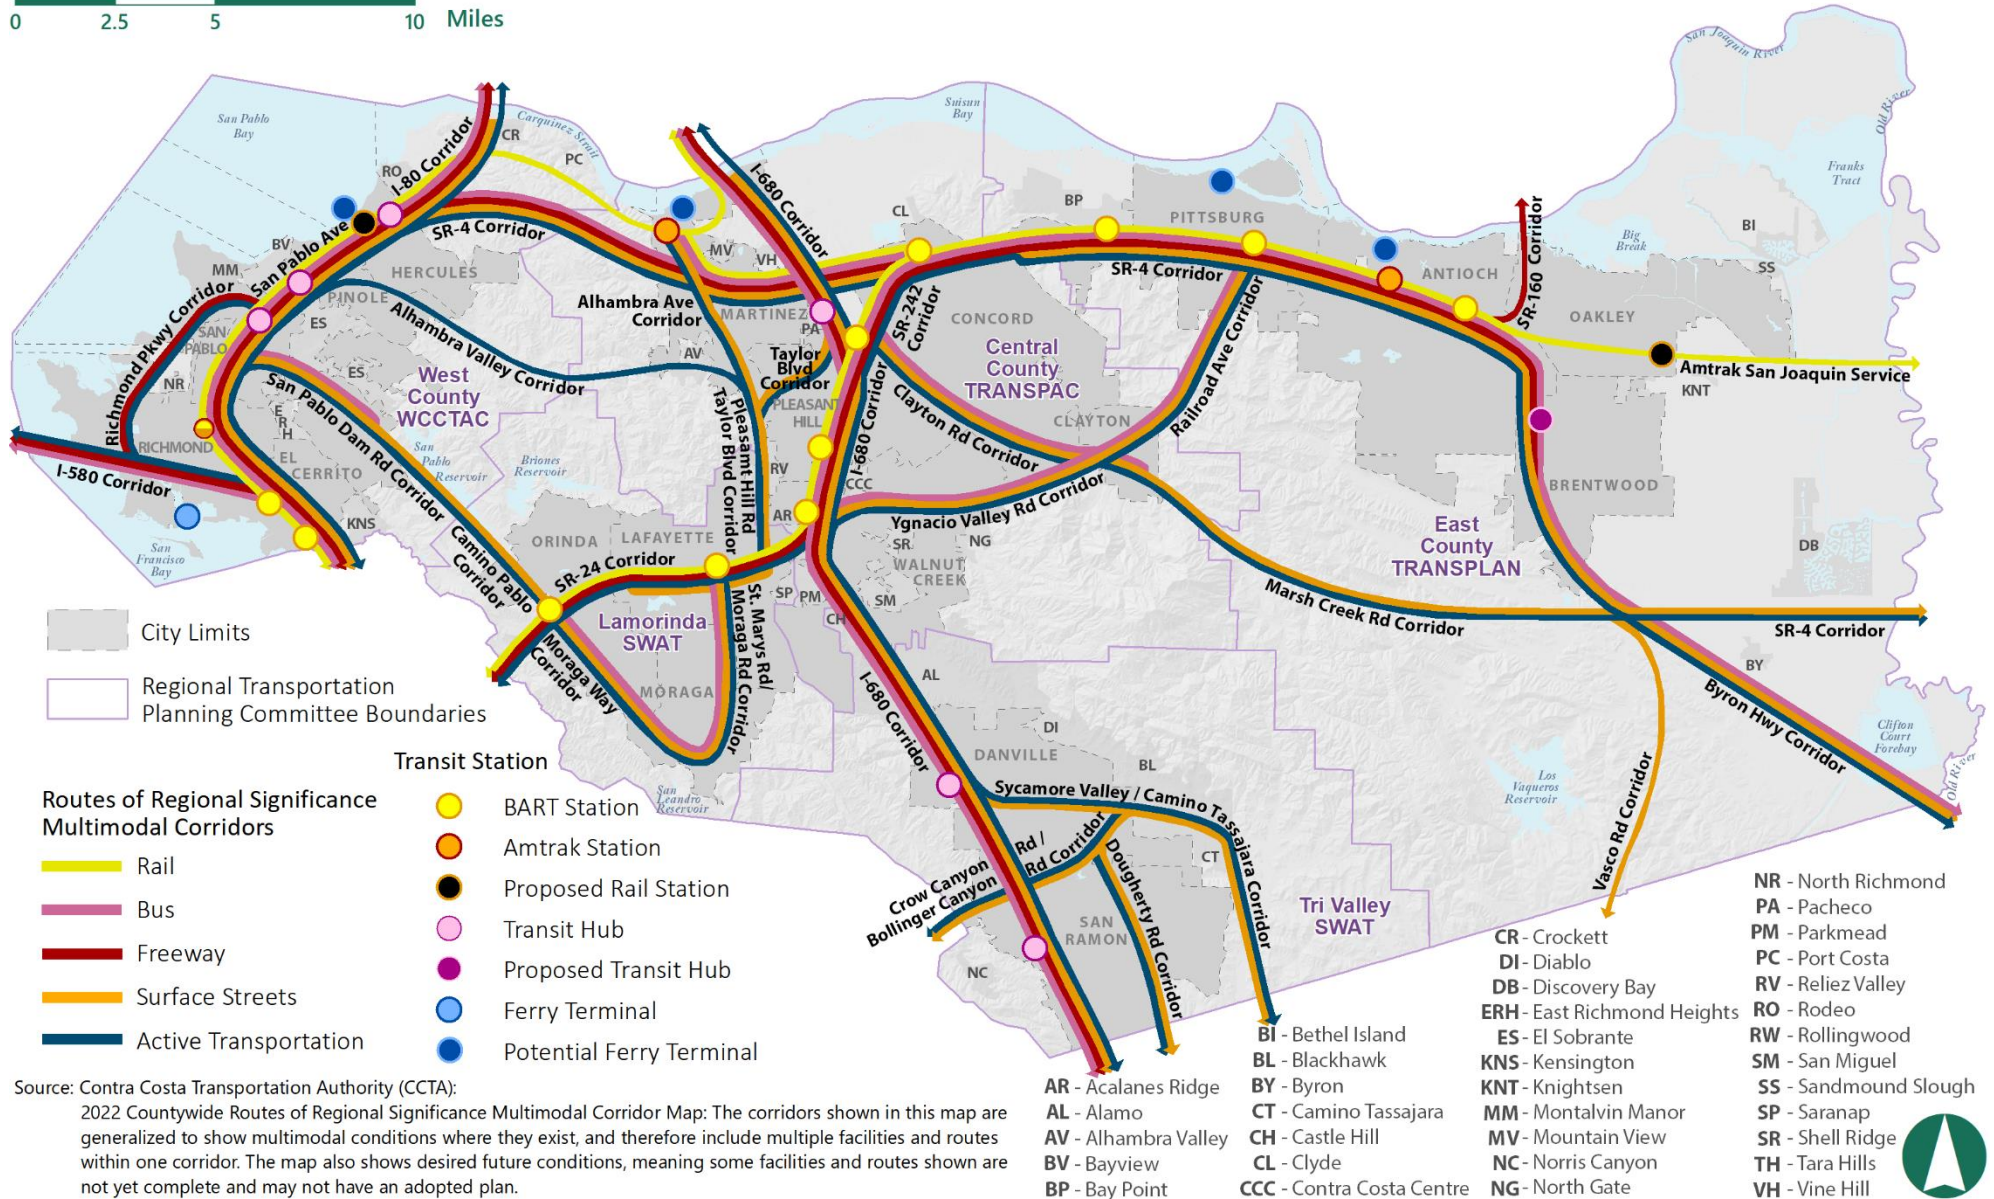 0 2.5 5 10 Miles
San Joaquin River
Old River
San Pablo
Bay
Carquinez Strait
Suisun
Bay
Franks
Tract
Big
Break
CR
PC
RO
I-80 Corridor
I-680 Corridor
CL
BP
PITTSBURG
BI
SS
SR-160 Corridor
SR-4 Corridor
SR-4 Corridor
San Pablo Ave
BV
MM
HERCULES
PINOLE
ES
MV
VH
ANTIOCH
OAKLEY
Amtrak San Joaquin Service
KNT
Richmond Pkwy Corridor
SAN
PABLO
NR
RICHMOND
I-580 Corridor
ES
E
R
H
EL
CERRITO
KNS
San
Francisco
Bay
West
County
WCCTAC
Alhambra Valley Corridor
Alhambra Ave
Corridor
MARTINEZ
PA
AV
Taylor
Blvd
Corridor
PLEASANT
HILL
SR-242
Corridor
CONCORD
Central
County
TRANSPAC
CLAYTON
Railroad Ave Corridor
Clayton Rd Corridor
I-680 Corridor
San Pablo Dam Rd Corridor
San
Pablo
Reservoir
Briones
Reservoir
Pleasamt Hill Rd
Taylor Blvd Corridor
RV
CCC
AR
Ygnacio Valley Rd Corridor
SR
NG
WALNUT
CREEK
SM
BRENTWOOD
East
County
TRANSPLAN
DB
Camino Pablo
Corridor
ORINDA
LAFAYETTE
SR-24 Corridor
SP
PM
CH
Lamorinda
SWAT
St. Marys Rd/
Moraga Rd Corridor
Moraga Way
Corridor
MORAGA
Marsh Creek Rd Corridor
SR-4 Corridor
BY
Byron Hwy Corridor
Clifton
Court
Forebay
Old River
Vasco Rd Corridor
Los
Vaqueros
Reservoir
San
Leandro
Reservoir
AL
I-680 Corridor
DI
DANVILLE
BL
Sycamore Valley / Camino Tassajara Corridor
CT
Crow Canyon Rd /
Bollinger Canyon Rd Corridor
Dougherty Rd Corridor
SAN
RAMON
NC
Tri Valley
SWAT
City Limits
Regional Transportation
Planning Committee Boundaries
Routes of Regional Significance
Multimodal Corridors
Rail
Bus
Freeway
Surface Streets
Active Transportation
Transit Station
BART Station
Amtrak Station
Proposed Rail Station
Transit Hub
Proposed Transit Hub
Ferry Terminal
Potential Ferry Terminal
Source: Contra Costa Transportation Authority (CCTA):
2022 Countywide Routes of Regional Significance Multimodal Corridor Map: The corridors shown in this map are
generalized to show multimodal conditions where they exist, and therefore include multiple facilities and routes
within one corridor. The map also shows desired future conditions, meaning some facilities and routes shown are
not yet complete and may not have an adopted plan.
AR - Acalanes Ridge
AL - Alamo
AV - Alhambra Valley
BV - Bayview
BP - Bay Point
BI - Bethel Island
BL - Blackhawk
BY - Byron
CT - Camino Tassajara
CH - Castle Hill
CL - Clyde
CCC - Contra Costa Centre
CR - Crockett
DI - Diablo
DB - Discovery Bay
ERH - East Richmond Heights
ES - El Sobrante
KNS - Kensington
KNT - Knightsen
MM - Montalvin Manor
MV - Mountain View
NC - Norris Canyon
NG - North Gate
NR - North Richmond
PA - Pacheco
PM - Parkmead
PC - Port Costa
RV - Reliez Valley
RO - Rodeo
RW - Rollingwood
SM - San Miguel
SS - Sandmound Slough
SP - Saranap
SR - Shell Ridge
TH - Tara Hills
VH - Vine Hill